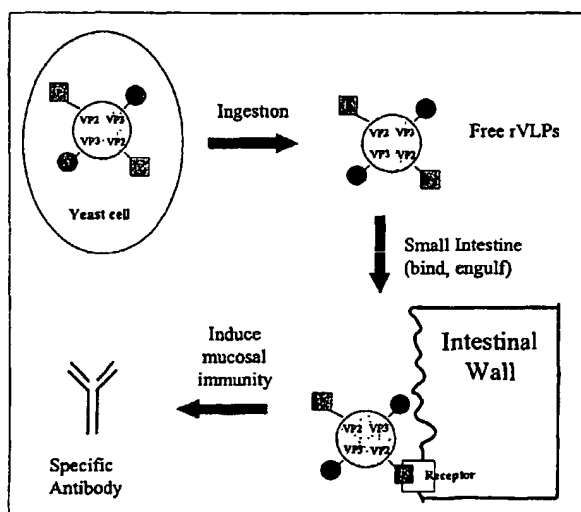 VP2 VP3
VP3 VP2
Yeast cell
Ingestion
VP2 VP3
VP3 VP2
Free rVLPs
Small Intestine
(bind, engulf)
Intestinal
Wall
Induce
mucosal
immunity
VP2 VP3
VP3 VP2
Receptor
Specific
Antibody